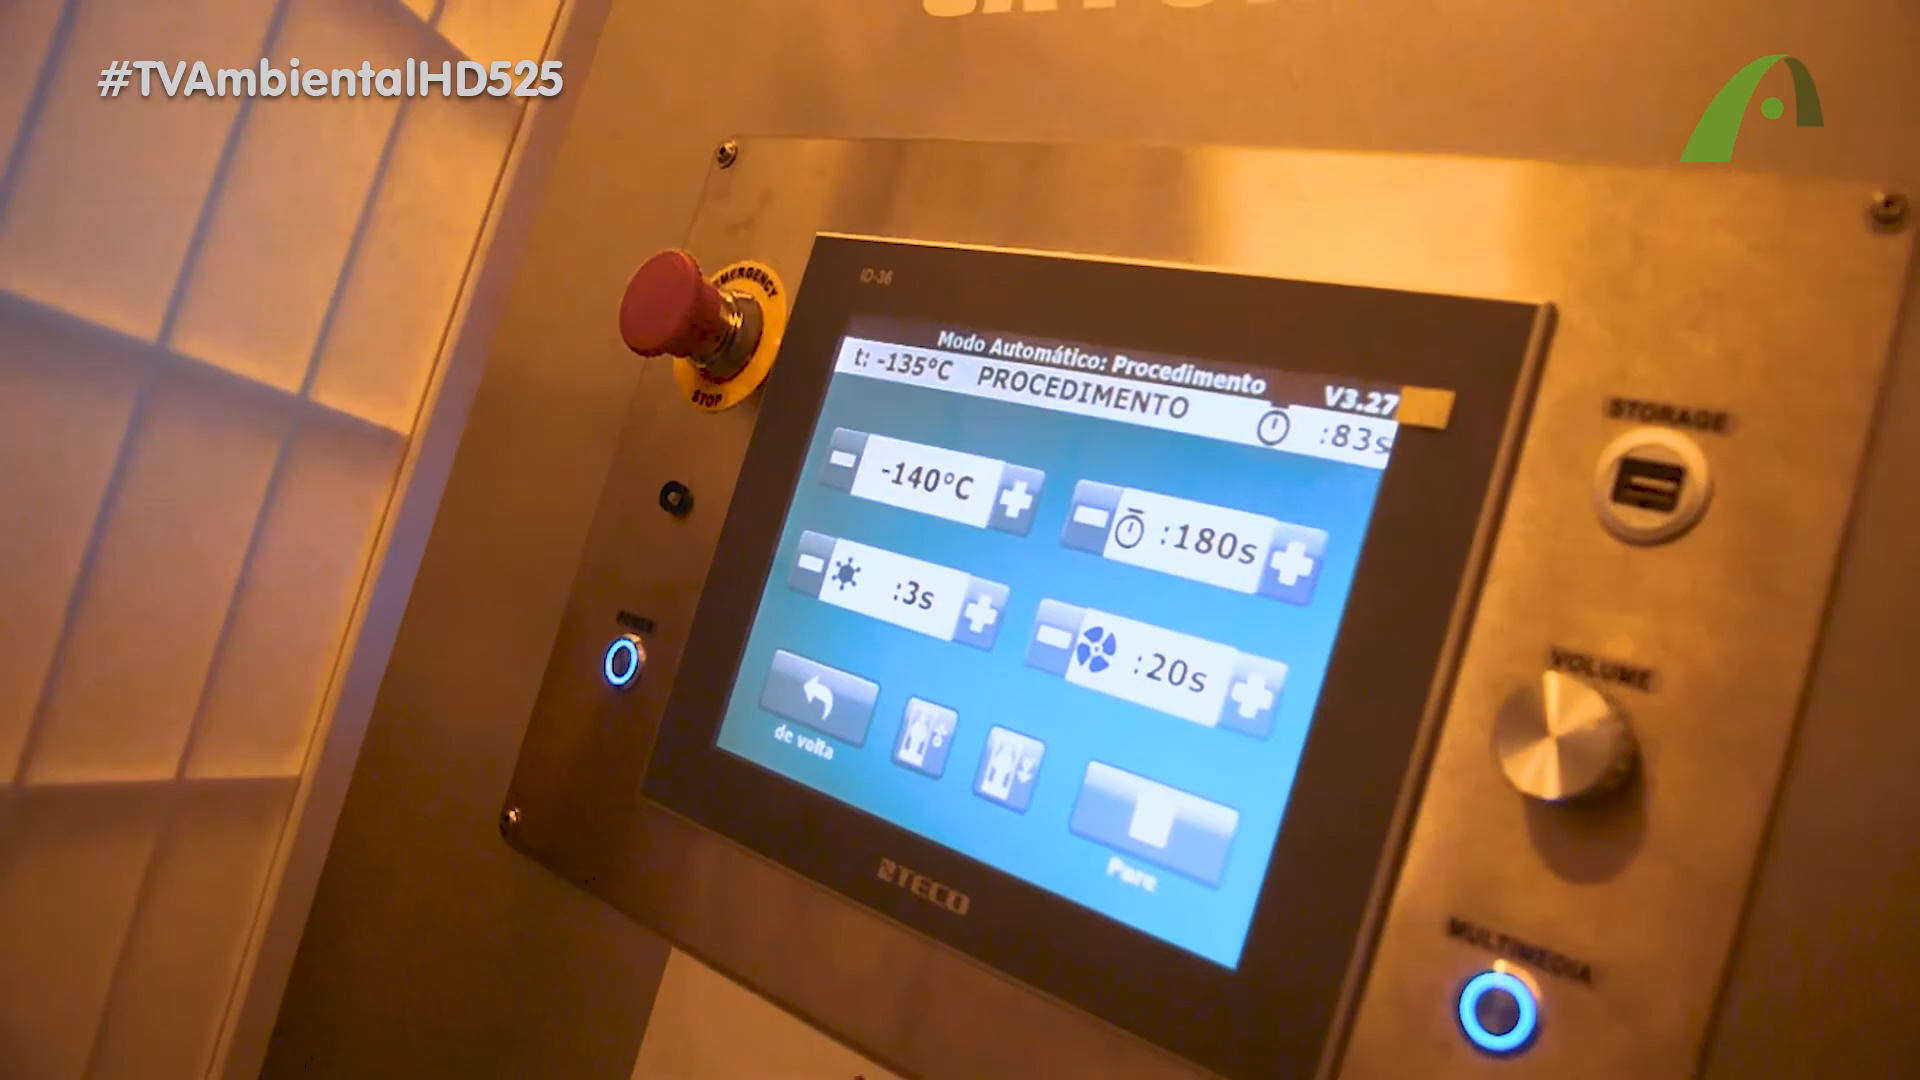 #TVAmbientalHD525
EMERGENCY
STOP
ID-36
Modo Automático: Procedimento
V3.27
t: -135°C PROCEDIMENTO :83s
-140°C
:180s
:3s
:20s
de volta
Pare
TECO
POWER
STORAGE
VOLUME
MULTIMEDIA